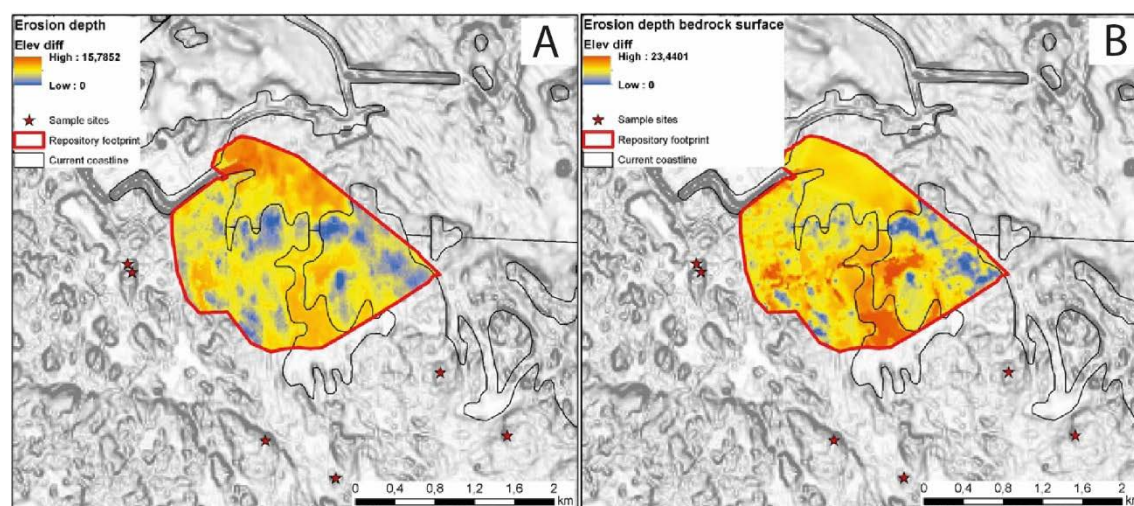 Erosion depth
Elev diff
High : 15,7852
Low : 0
Sample sites
Repository footprint
Current coastline
A
0 0,4 0,8 1,2 1,6 2
km
Erosion depth bedrock surface
Elev diff
High : 23,4401
Low : 0
Sample sites
Repository footprint
Current coastline
B
0 0,4 0,8 1,2 1,6 2
km